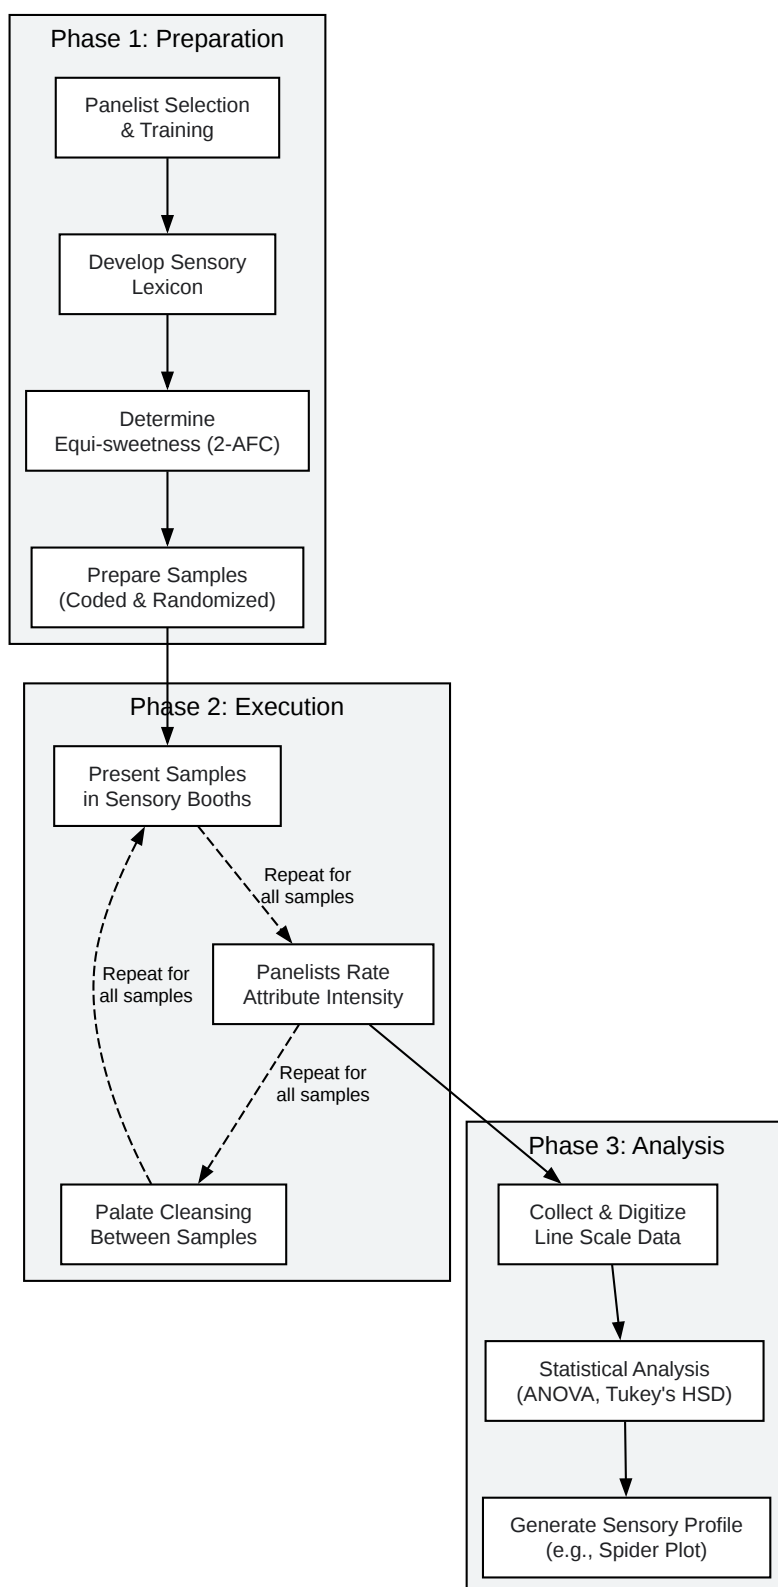 Phase 1: Preparation
Panelist Selection
& Training
Develop Sensory
Lexicon
Determine
Equi-sweetness (2-AFC)
Prepare Samples
(Coded & Randomized)
Phase 2: Execution
Present Samples
in Sensory Booths
Repeat for
all samples
Panelists Rate
Attribute Intensity
Repeat for
all samples
Repeat for
all samples
Palate Cleansing
Between Samples
Phase 3: Analysis
Collect & Digitize
Line Scale Data
Statistical Analysis
(ANOVA, Tukey's HSD)
Generate Sensory Profile
(e.g., Spider Plot)